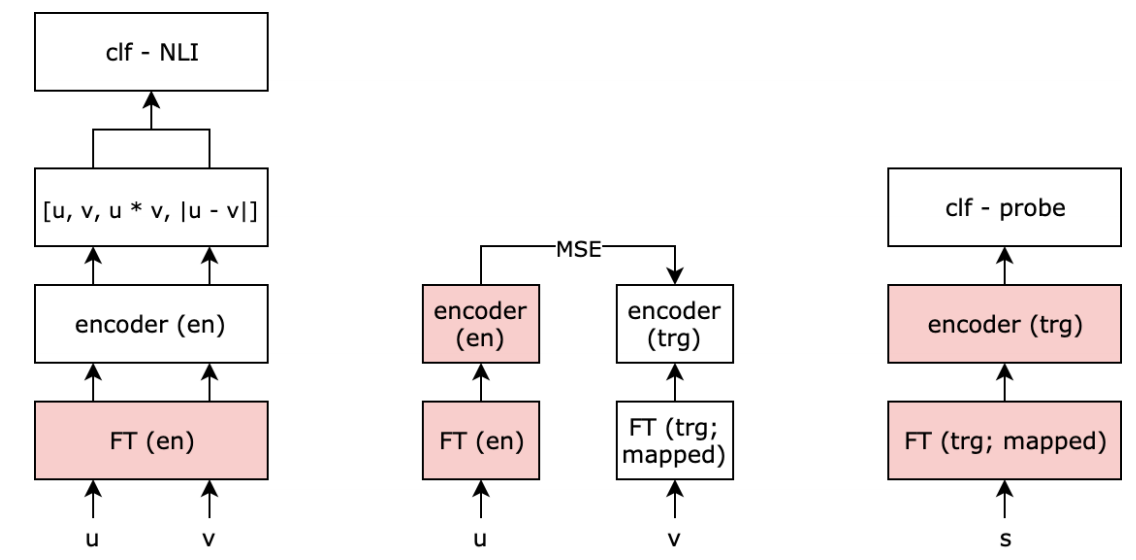 clf - NLI
[u, v, u * v, |u - v|]
encoder (en)
FT (en)
u
v
MSE
encoder
(en)
encoder
(trg)
FT (en)
FT (trg;
mapped)
u
v
clf - probe
encoder (trg)
FT (trg; mapped)
s